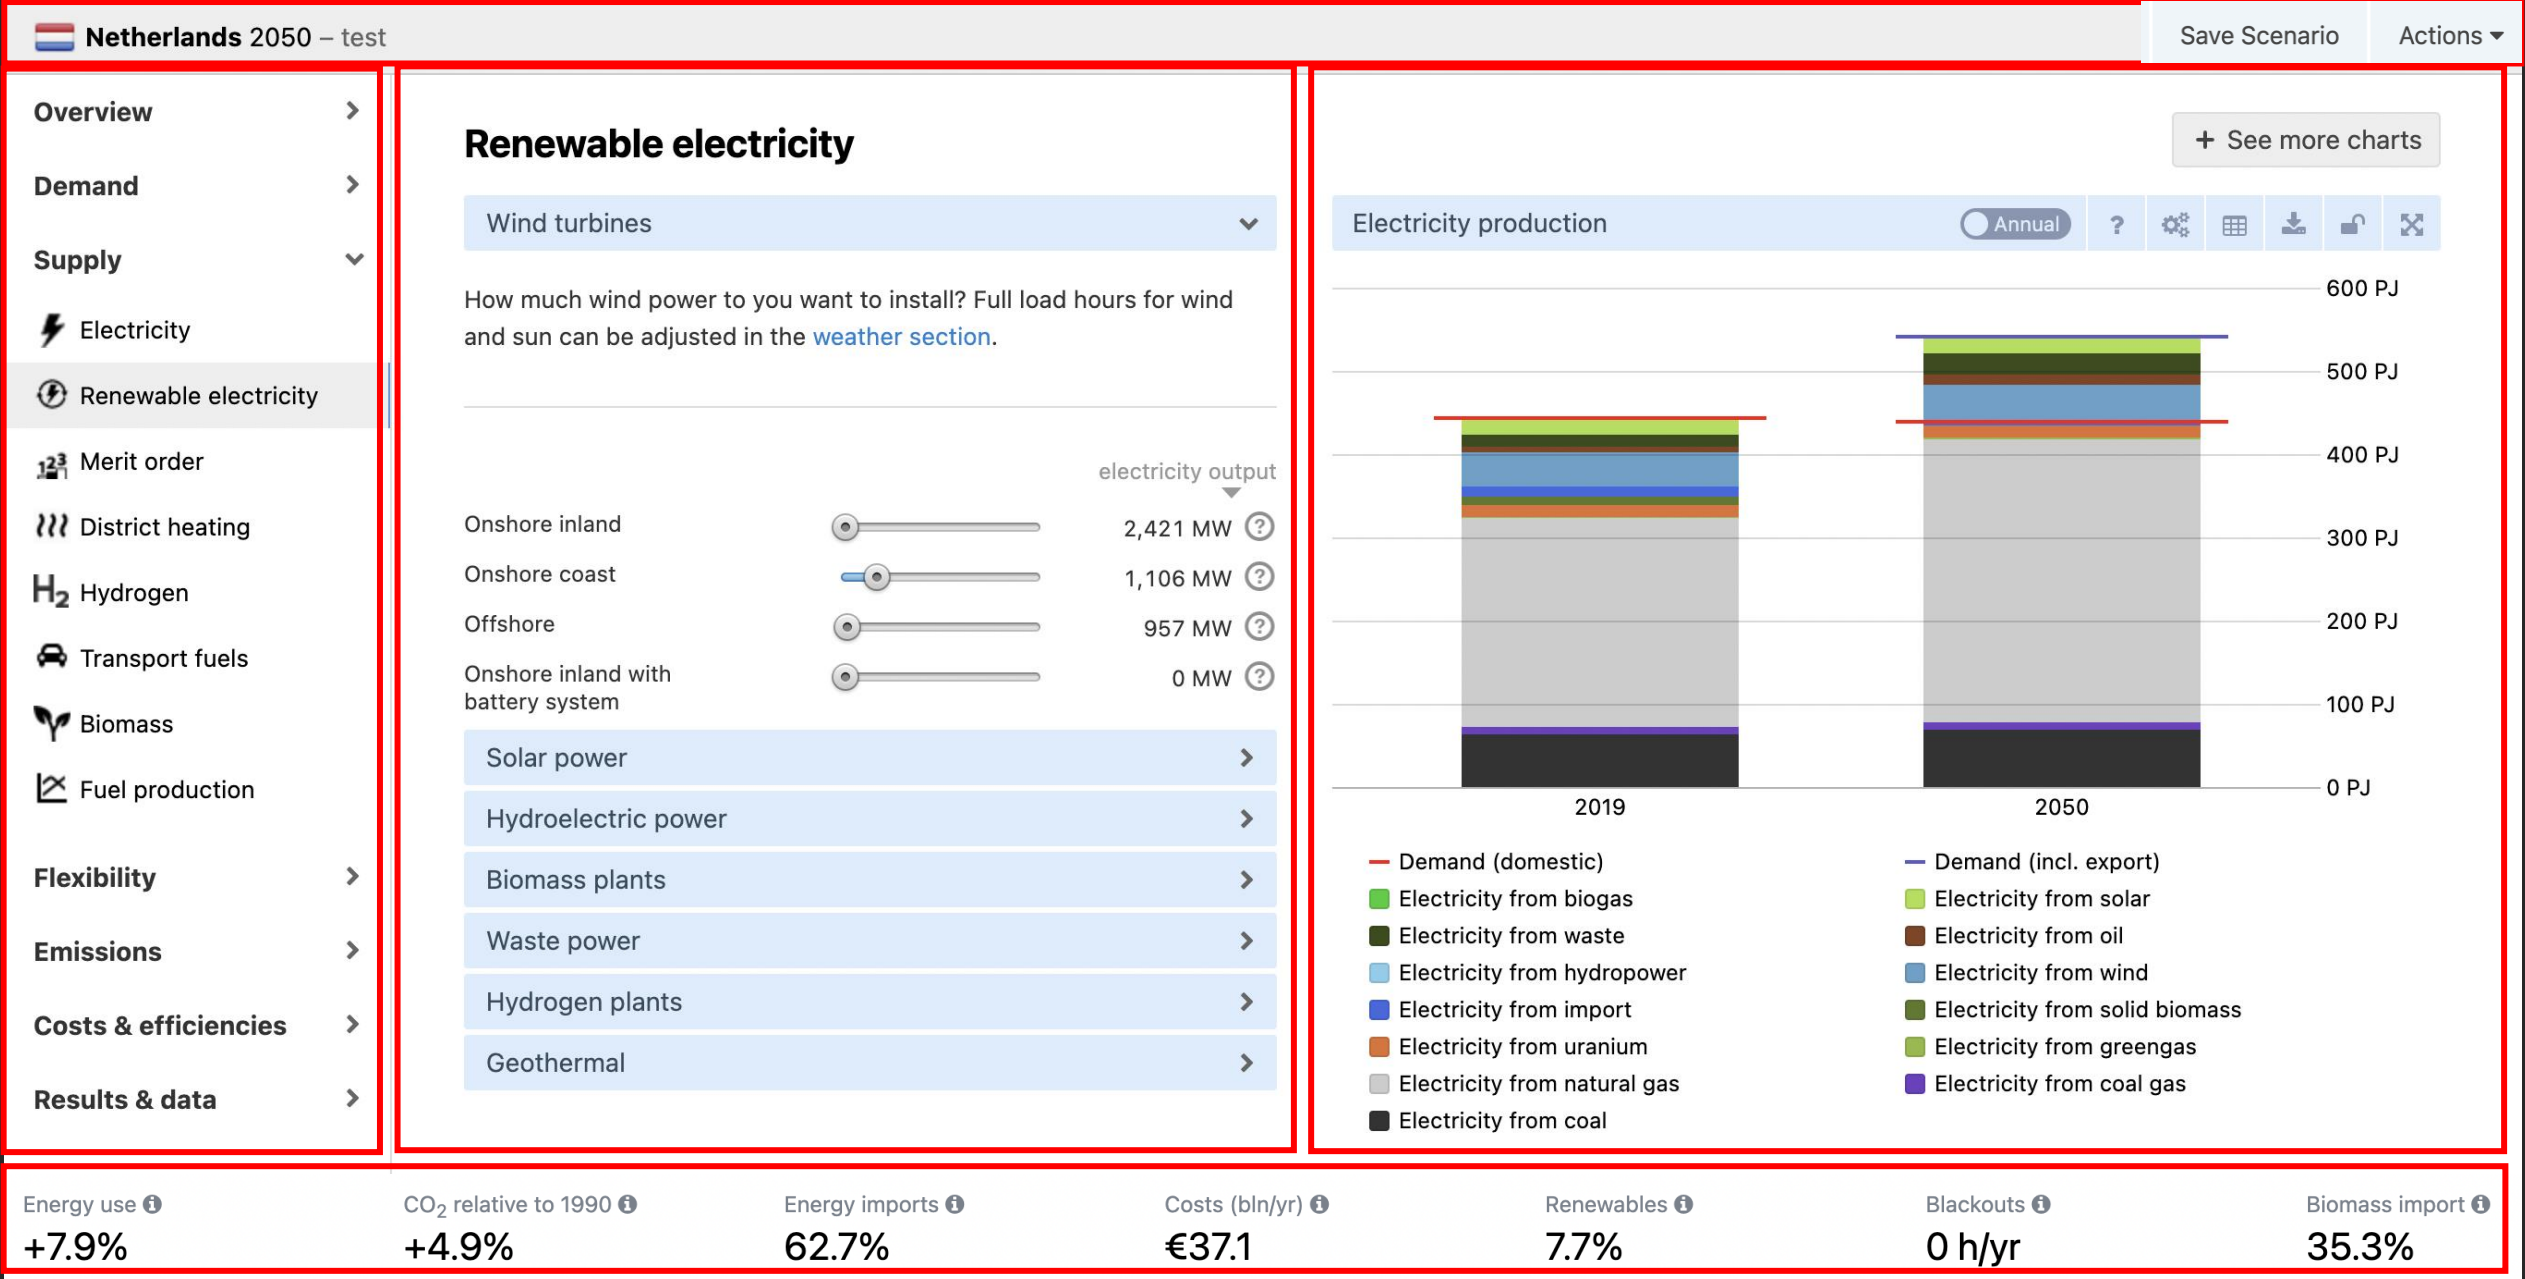 Netherlands 2050 – test
Save Scenario
Actions
Overview
Demand
Supply
Electricity
Renewable electricity
Merit order
District heating
H2 Hydrogen
Transport fuels
Biomass
Fuel production
Flexibility
Emissions
Costs & efficiencies
Results & data
Renewable electricity
Wind turbines
How much wind power to you want to install? Full load hours for wind
and sun can be adjusted in the weather section.
electricity output
Onshore inland 2,421 MW ?
Onshore coast 1,106 MW ?
Offshore 957 MW ?
Onshore inland with
battery system 0 MW ?
Solar power
Hydroelectric power
Biomass plants
Waste power
Hydrogen plants
Geothermal
+ See more charts
Electricity production Annual ?
600 PJ
500 PJ
400 PJ
300 PJ
200 PJ
100 PJ
0 PJ
2019 2050
Demand (domestic) Demand (incl. export)
Electricity from biogas Electricity from solar
Electricity from waste Electricity from oil
Electricity from hydropower Electricity from wind
Electricity from import Electricity from solid biomass
Electricity from uranium Electricity from greengas
Electricity from natural gas Electricity from coal gas
Electricity from coal
Energy use CO2 relative to 1990 Energy imports Costs (bln/yr) Renewables Blackouts Biomass import
+7.9% +4.9% 62.7% €37.1 7.7% 0 h/yr 35.3%